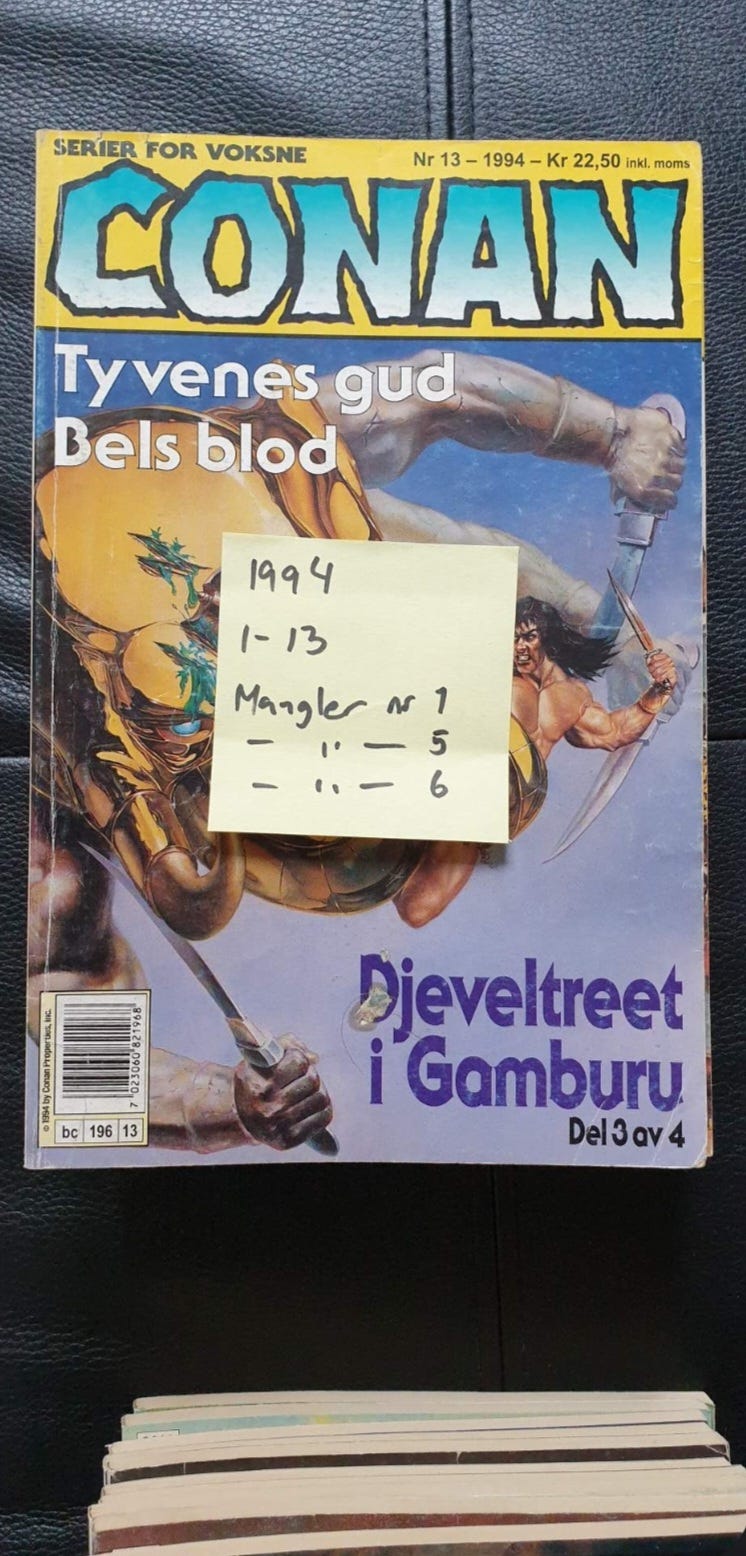 SERIER FOR VOKSNE
Nr 13 – 1994 – Kr 22,50 inkl. moms
CONAN
Tyvenes gud
Bels blod
1994
1-13
Mangler nr 1
— " — 5
— " — 6
Djeveltreet
i Gamburu
Del 3 av 4
© 1994 by Conan Properties, Inc.
7 023060 821968
bc 196 13